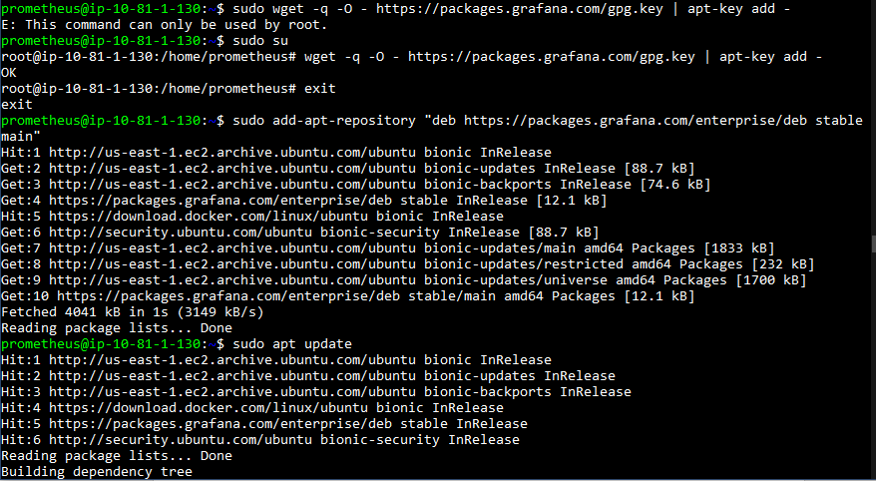 prometheus@ip-10-81-1-130:~$ sudo wget -q -O - https://packages.grafana.com/gpg.key | apt-key add -
E: This command can only be used by root.
prometheus@ip-10-81-1-130:~$ sudo su
root@ip-10-81-1-130:/home/prometheus# wget -q -O - https://packages.grafana.com/gpg.key | apt-key add -
OK
root@ip-10-81-1-130:/home/prometheus# exit
exit
prometheus@ip-10-81-1-130:~$ sudo add-apt-repository "deb https://packages.grafana.com/enterprise/deb stable
main"
Hit:1 http://us-east-1.ec2.archive.ubuntu.com/ubuntu bionic InRelease
Get:2 http://us-east-1.ec2.archive.ubuntu.com/ubuntu bionic-updates InRelease [88.7 kB]
Get:3 http://us-east-1.ec2.archive.ubuntu.com/ubuntu bionic-backports InRelease [74.6 kB]
Get:4 https://packages.grafana.com/enterprise/deb stable InRelease [12.1 kB]
Hit:5 https://download.docker.com/linux/ubuntu bionic InRelease
Get:6 http://security.ubuntu.com/ubuntu bionic-security InRelease [88.7 kB]
Get:7 http://us-east-1.ec2.archive.ubuntu.com/ubuntu bionic-updates/main amd64 Packages [1833 kB]
Get:8 http://us-east-1.ec2.archive.ubuntu.com/ubuntu bionic-updates/restricted amd64 Packages [232 kB]
Get:9 http://us-east-1.ec2.archive.ubuntu.com/ubuntu bionic-updates/universe amd64 Packages [1700 kB]
Get:10 https://packages.grafana.com/enterprise/deb stable/main amd64 Packages [12.1 kB]
Fetched 4041 kB in 1s (3149 kB/s)
Reading package lists... Done
prometheus@ip-10-81-1-130:~$ sudo apt update
Hit:1 http://us-east-1.ec2.archive.ubuntu.com/ubuntu bionic InRelease
Hit:2 http://us-east-1.ec2.archive.ubuntu.com/ubuntu bionic-updates InRelease
Hit:3 http://us-east-1.ec2.archive.ubuntu.com/ubuntu bionic-backports InRelease
Hit:4 https://download.docker.com/linux/ubuntu bionic InRelease
Hit:5 https://packages.grafana.com/enterprise/deb stable InRelease
Hit:6 http://security.ubuntu.com/ubuntu bionic-security InRelease
Reading package lists... Done
Building dependency tree